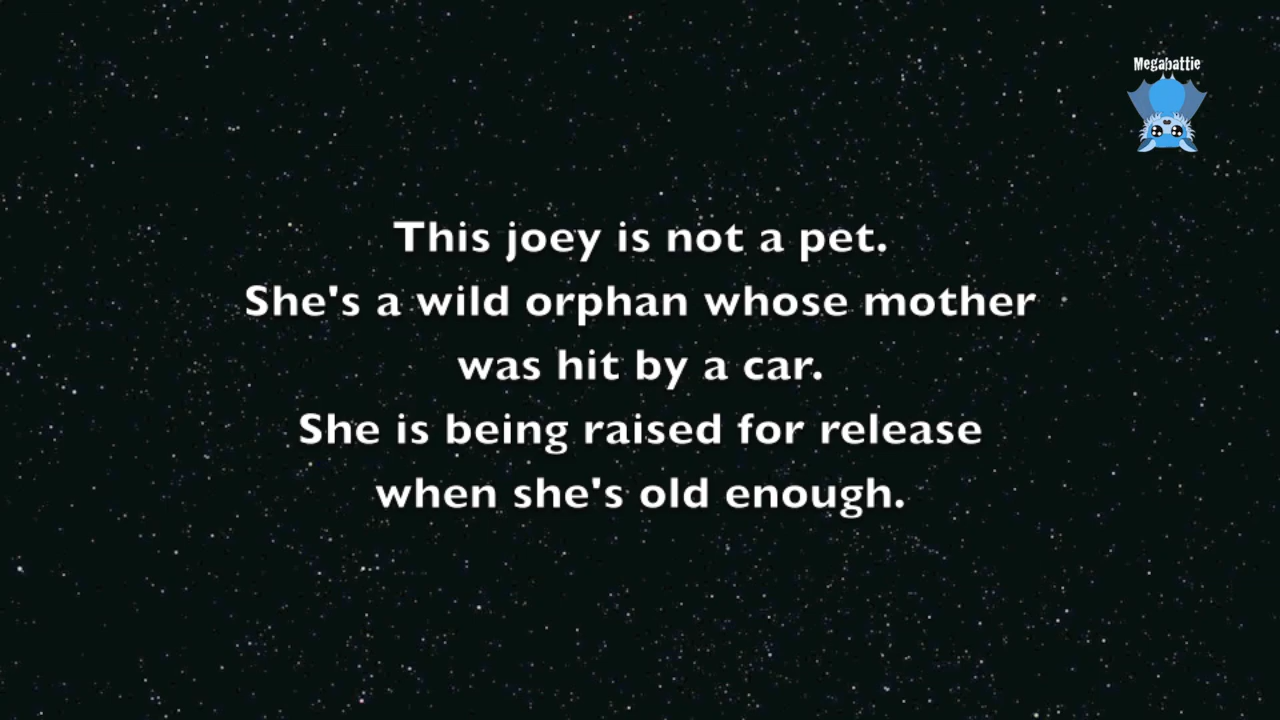 Megabattie
This joey is not a pet.
She's a wild orphan whose mother
was hit by a car.
She is being raised for release
when she's old enough.